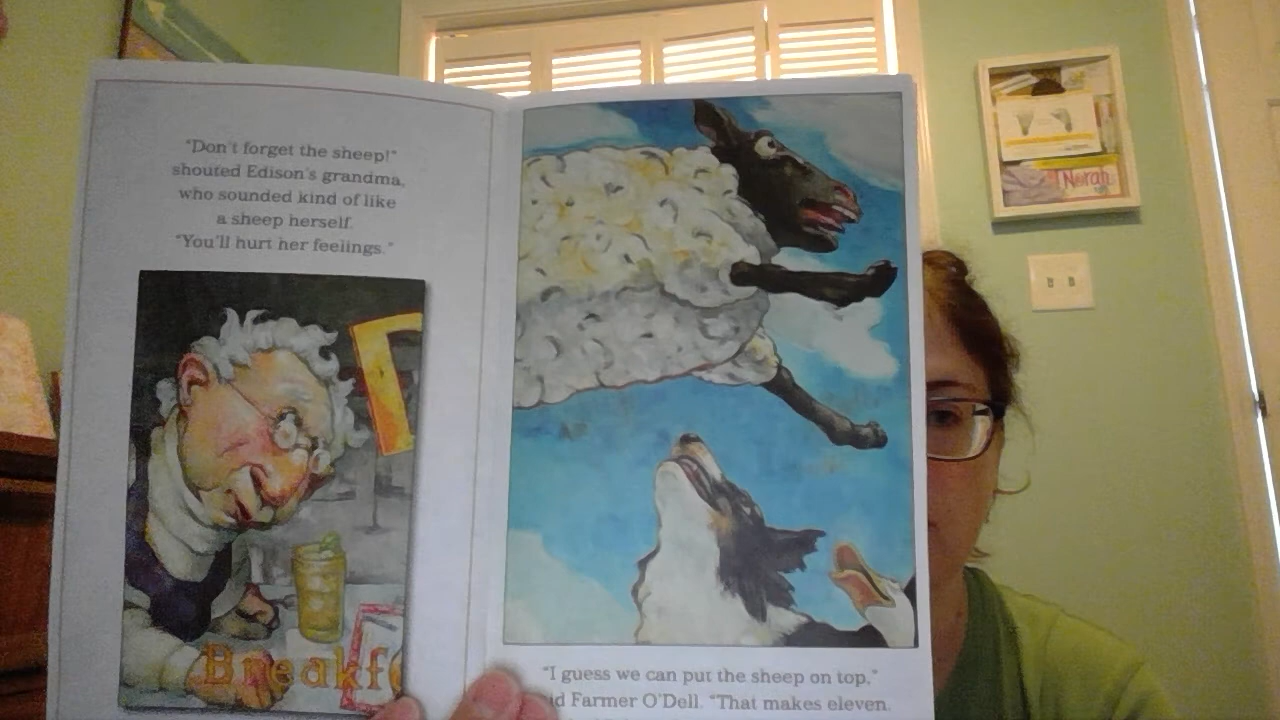 "Don't forget the sheep!"
shouted Edison's grandma,
who sounded kind of like
a sheep herself.
"You'll hurt her feelings."
Breakf
"I guess we can put the sheep on top,"
id Farmer O'Dell. "That makes eleven.
Norah